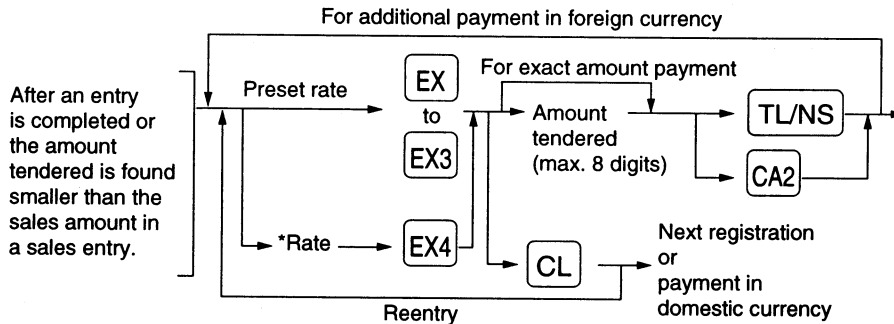 For additional payment in foreign currency
After an entry
is completed or
the amount
tendered is found
smaller than the
sales amount in
a sales entry.
Preset rate
EX
to
EX3
*Rate
EX4
For exact amount payment
Amount
tendered
(max. 8 digits)
TL/NS
CA2
CL
Next registration
or
payment in
domestic currency
Reentry